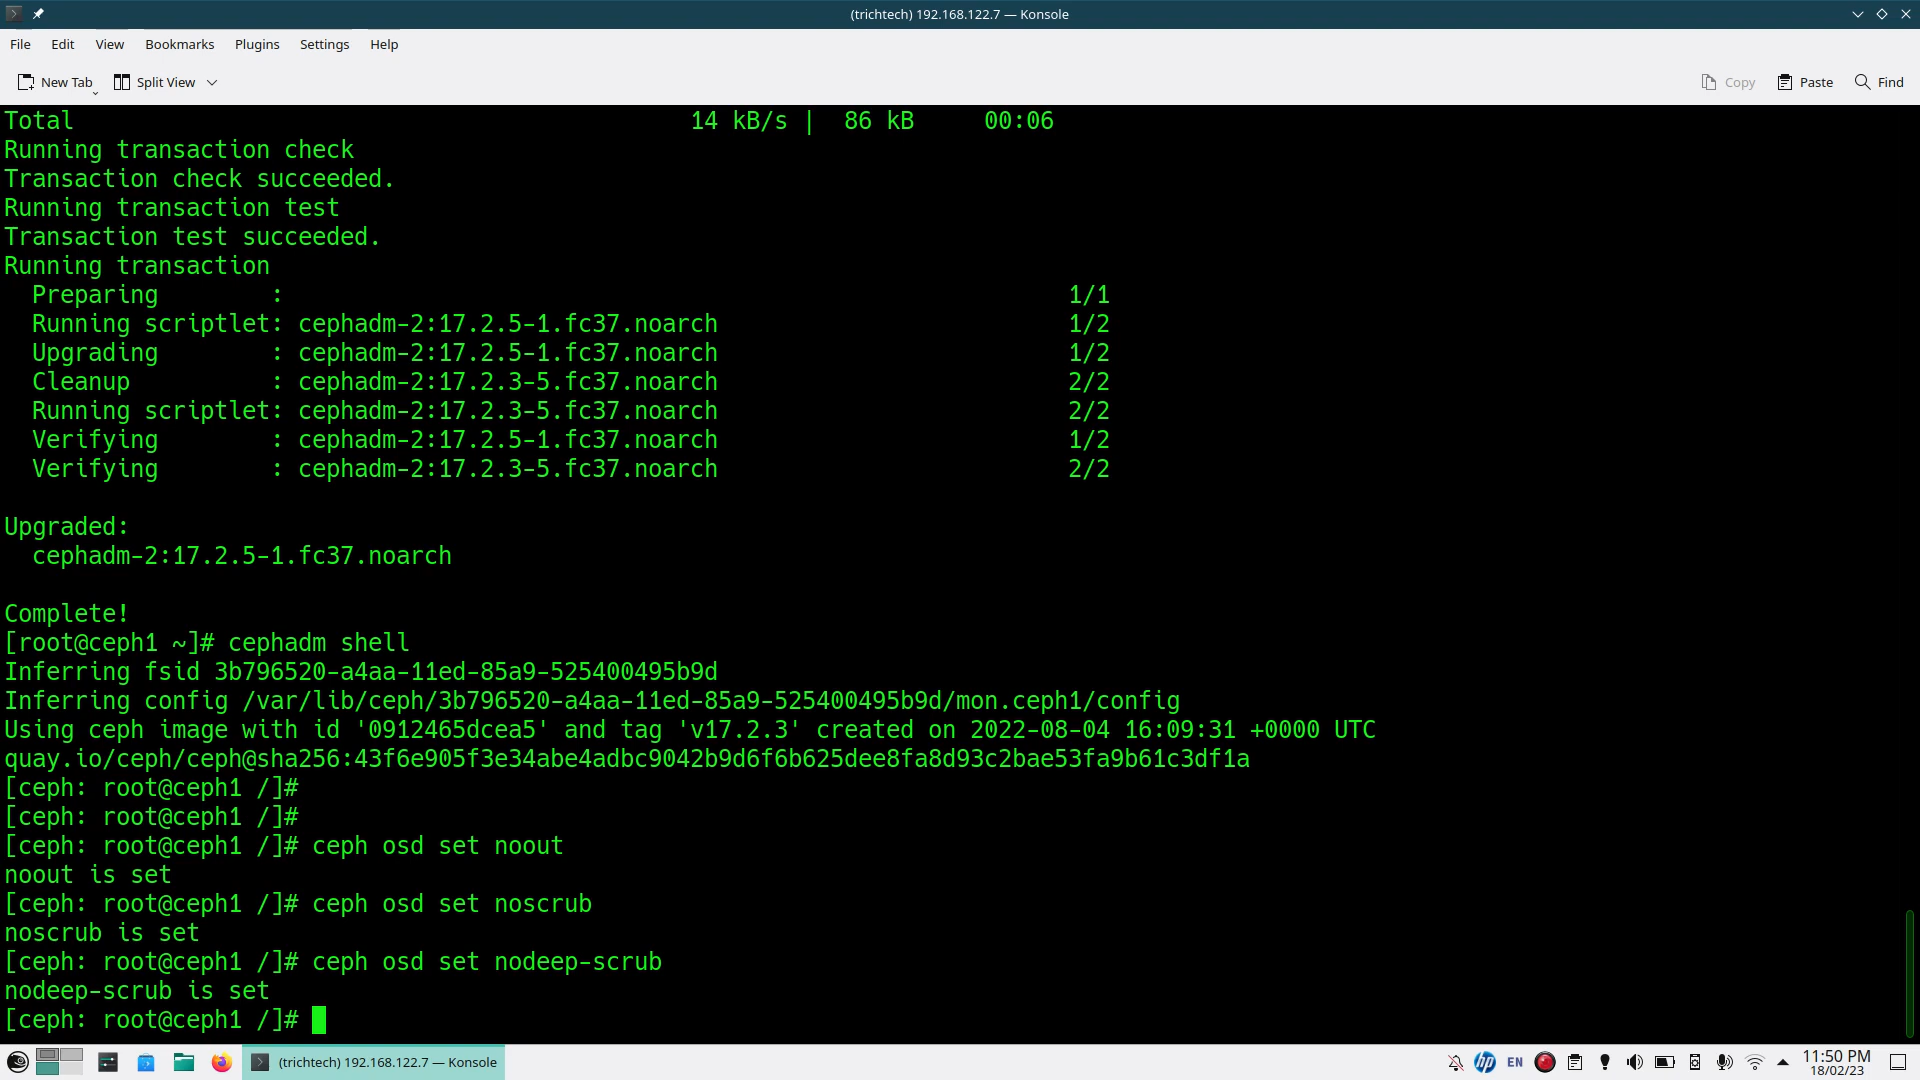 (trichtech) 192.168.122.7 — Konsole
File Edit View Bookmarks Plugins Settings Help
New Tab Split View Copy Paste Find
Total 14 kB/s | 86 kB 00:06
Running transaction check
Transaction check succeeded.
Running transaction test
Transaction test succeeded.
Running transaction
Preparing : 1/1
Running scriptlet: cephadm-2:17.2.5-1.fc37.noarch 1/2
Upgrading : cephadm-2:17.2.5-1.fc37.noarch 1/2
Cleanup : cephadm-2:17.2.3-5.fc37.noarch 2/2
Running scriptlet: cephadm-2:17.2.3-5.fc37.noarch 2/2
Verifying : cephadm-2:17.2.5-1.fc37.noarch 1/2
Verifying : cephadm-2:17.2.3-5.fc37.noarch 2/2
Upgraded:
cephadm-2:17.2.5-1.fc37.noarch
Complete!
[root@ceph1 ~]# cephadm shell
Inferring fsid 3b796520-a4aa-11ed-85a9-525400495b9d
Inferring config /var/lib/ceph/3b796520-a4aa-11ed-85a9-525400495b9d/mon.ceph1/config
Using ceph image with id '0912465dcea5' and tag 'v17.2.3' created on 2022-08-04 16:09:31 +0000 UTC
quay.io/ceph/ceph@sha256:43f6e905f3e34abe4adbc9042b9d6f6b625dee8fa8d93c2bae53fa9b61c3df1a
[ceph: root@ceph1 /]#
[ceph: root@ceph1 /]#
[ceph: root@ceph1 /]# ceph osd set noout
noout is set
[ceph: root@ceph1 /]# ceph osd set noscrub
noscrub is set
[ceph: root@ceph1 /]# ceph osd set nodeep-scrub
nodeep-scrub is set
[ceph: root@ceph1 /]#
(trichtech) 192.168.122.7 — Konsole hp EN 11:50 PM
18/02/23